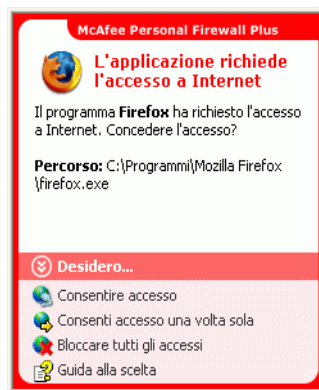 McAfee Personal Firewall Plus
L'applicazione richiede
l'accesso a Internet
Il programma Firefox ha richiesto l'accesso
a Internet. Concedere l'accesso?
Percorso: C:\Programmi\Mozilla Firefox
\firefox.exe
Desidero...
Consentire accesso
Consenti accesso una volta sola
Bloccare tutti gli accessi
Guida alla scelta